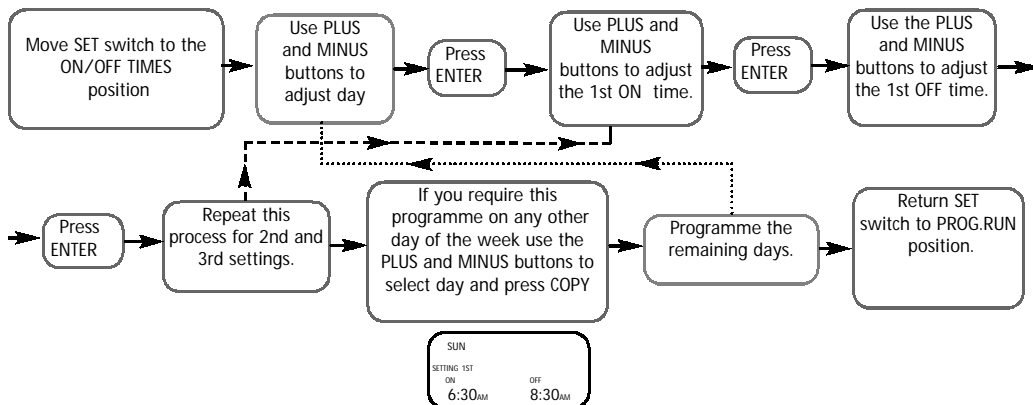 Move SET switch to the
ON/OFF TIMES
position
Use PLUS
and MINUS
buttons to
adjust day
Press
ENTER
Use PLUS and
MINUS
buttons to adjust
the 1st ON time.
Press
ENTER
Use the PLUS
and MINUS
buttons to adjust
the 1st OFF time.
Press
ENTER
Repeat this
process for 2nd and
3rd settings.
If you require this
programme on any other
day of the week use the
PLUS and MINUS buttons to
select day and press COPY
Programme the
remaining days.
Return SET
switch to PROG.RUN
position.
SUN
SETTING 1ST
ON OFF
6:30AM 8:30AM